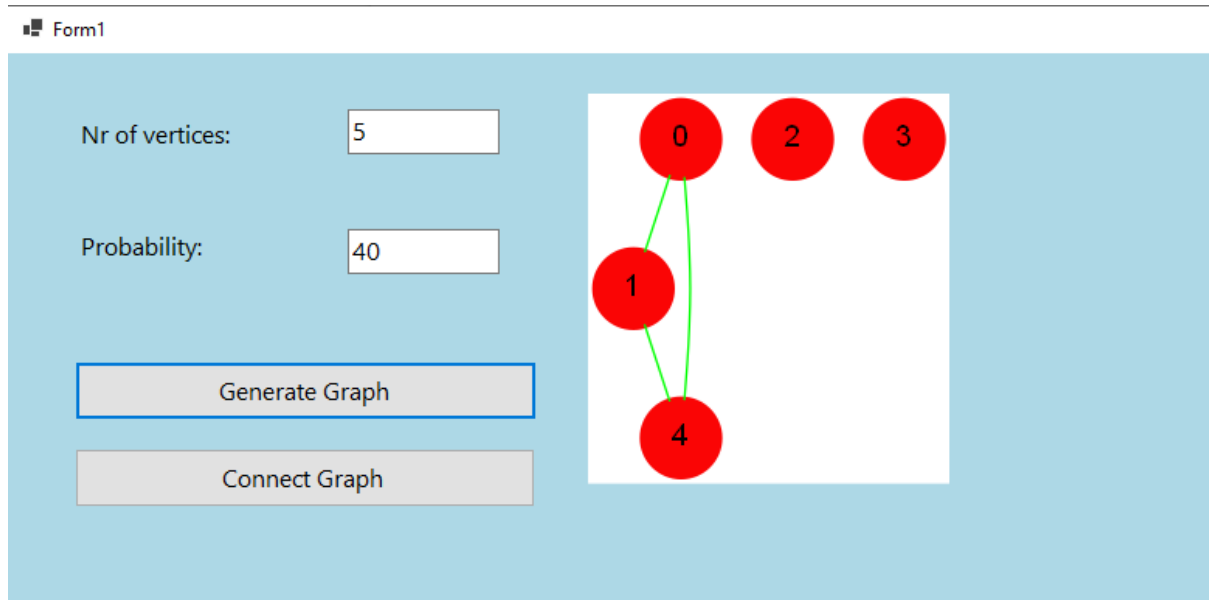 Form1
Nr of vertices: 5
Probability: 40
Generate Graph
Connect Graph
0 2 3
1
4